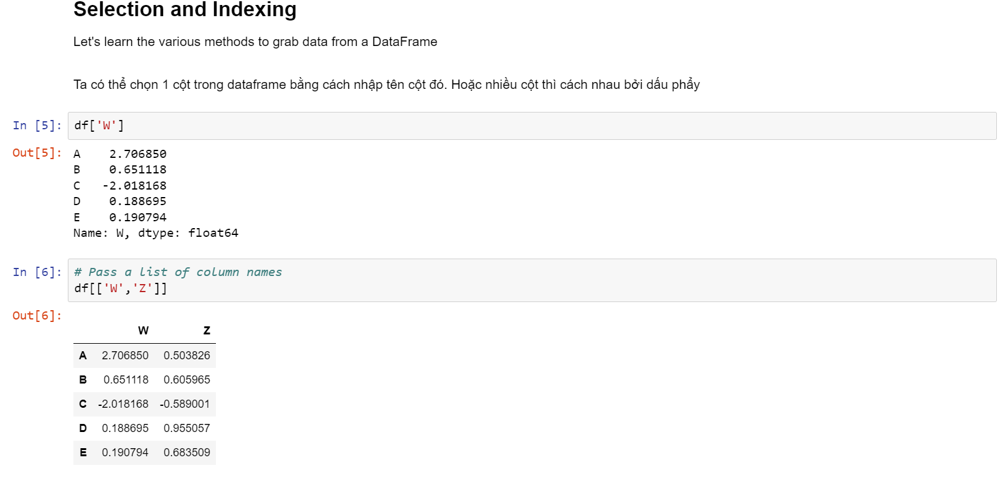 Selection and Indexing
Let's learn the various methods to grab data from a DataFrame
Ta có thể chọn 1 cột trong dataframe bằng cách nhập tên cột đó. Hoặc nhiều cột thì cách nhau bởi dấu phẩy
In [5]: df['W']
Out[5]: A    2.706850
B    0.651118
C   -2.018168
D    0.188695
E    0.190794
Name: W, dtype: float64
In [6]: # Pass a list of column names
df[['W','Z']]
Out[6]:
W Z
A 2.706850 0.503826
B 0.651118 0.605965
C -2.018168 -0.589001
D 0.188695 0.955057
E 0.190794 0.683509